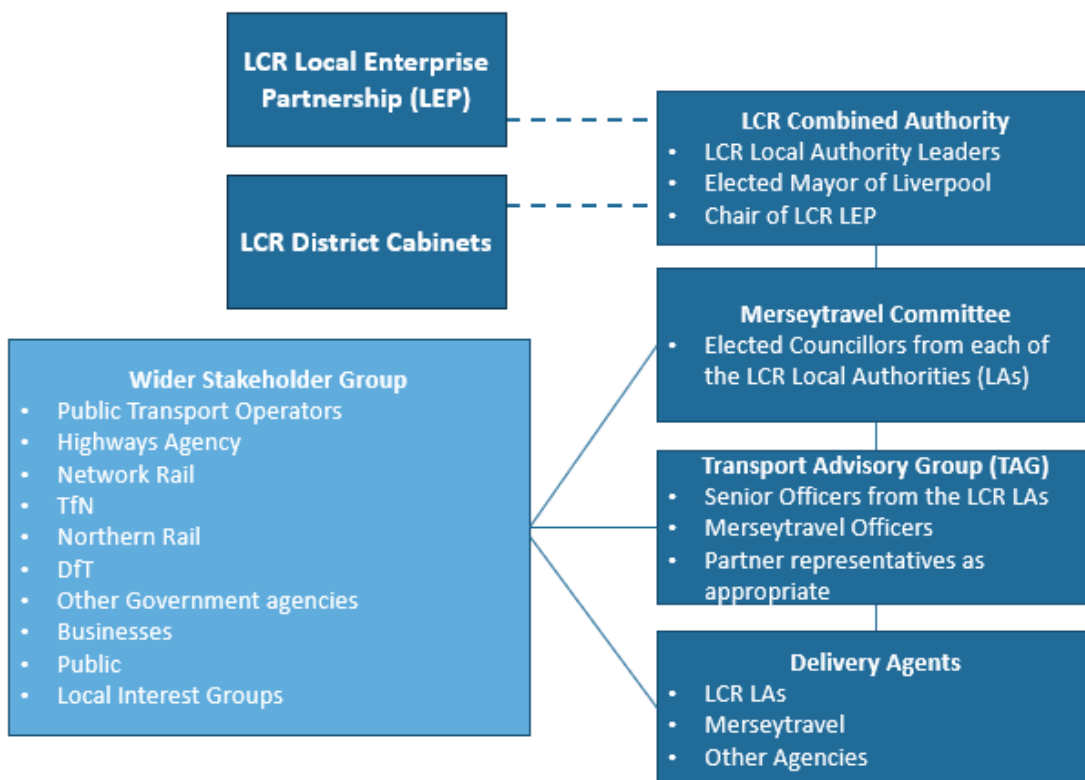 LCR Local Enterprise
Partnership (LEP)
LCR District Cabinets
LCR Combined Authority
• LCR Local Authority Leaders
• Elected Mayor of Liverpool
• Chair of LCR LEP
Merseytravel Committee
• Elected Councillors from each of
the LCR Local Authorities (LAs)
Wider Stakeholder Group
• Public Transport Operators
• Highways Agency
• Network Rail
• TfN
• Northern Rail
• DfT
• Other Government agencies
• Businesses
• Public
• Local Interest Groups
Transport Advisory Group (TAG)
• Senior Officers from the LCR LAs
• Merseytravel Officers
• Partner representatives as
appropriate
Delivery Agents
• LCR LAs
• Merseytravel
• Other Agencies